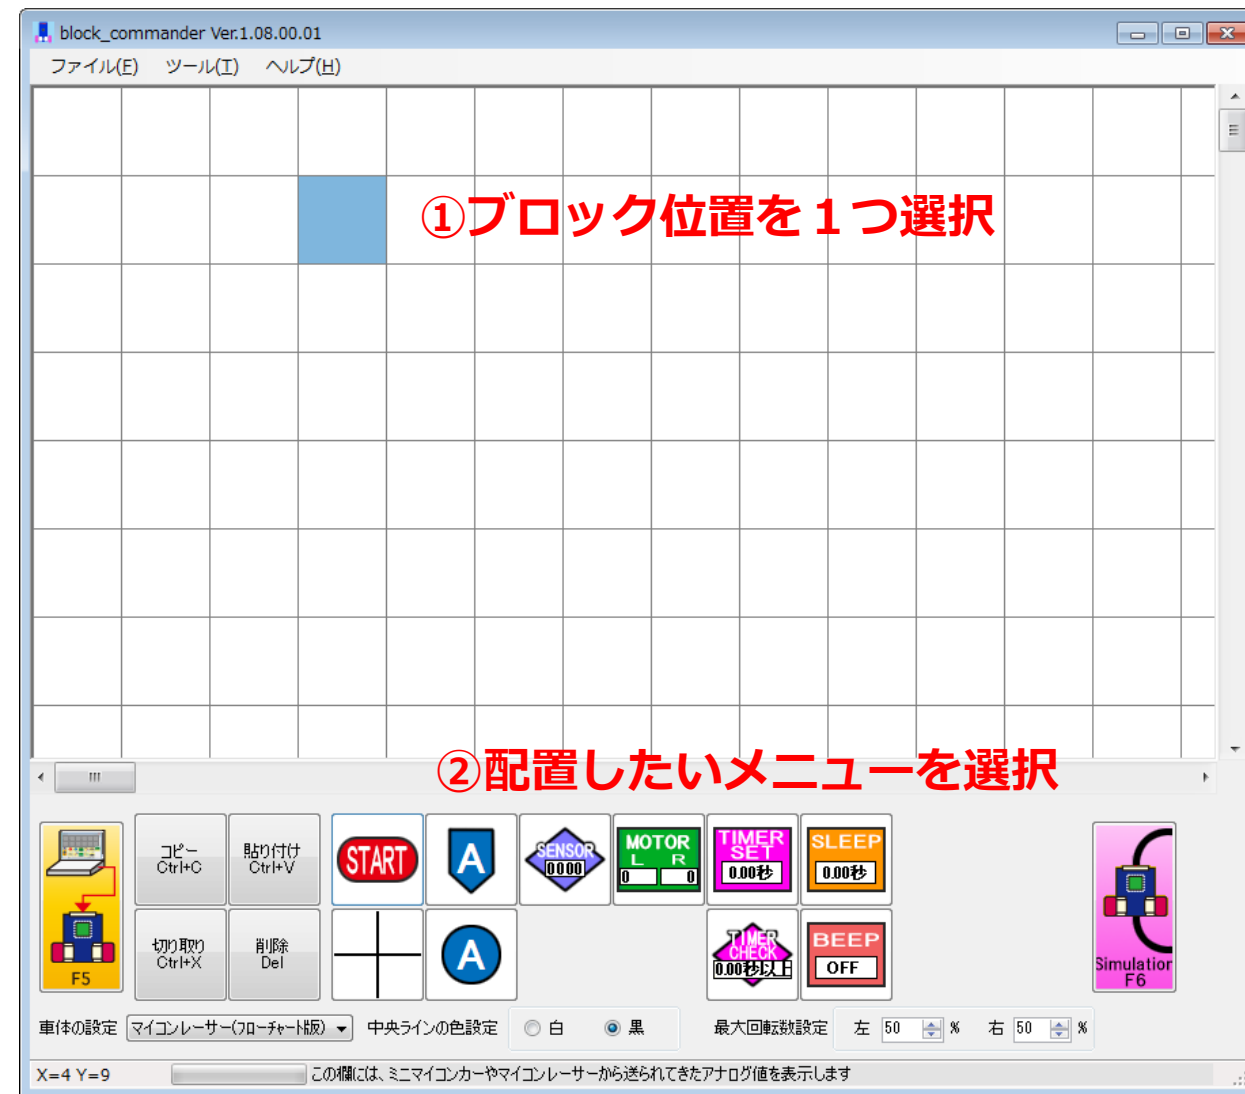 block_commander Ver.1.08.00.01
ファイル(F) ツール(T) ヘルプ(H)
①ブロック位置を１つ選択
②配置したいメニューを選択
コピー
Ctrl+C
貼り付け
Ctrl+V
START
A
SENSOR
0000
MOTOR
L R
0 0
TIMER
SET
0.00秒
SLEEP
0.00秒
F5
切り取り
Ctrl+X
削除
Del
A
TIMER
CHECK
0.00秒以上
BEEP
OFF
Simulation
F6
車体の設定 マイコンレーサー(フローチャート版) 中央ラインの色設定 白 黒 最大回転数設定 左 50 % 右 50 %
X=4 Y=9 この欄には、ミニマイコンカーやマイコンレーサーから送られてきたアナログ値を表示します